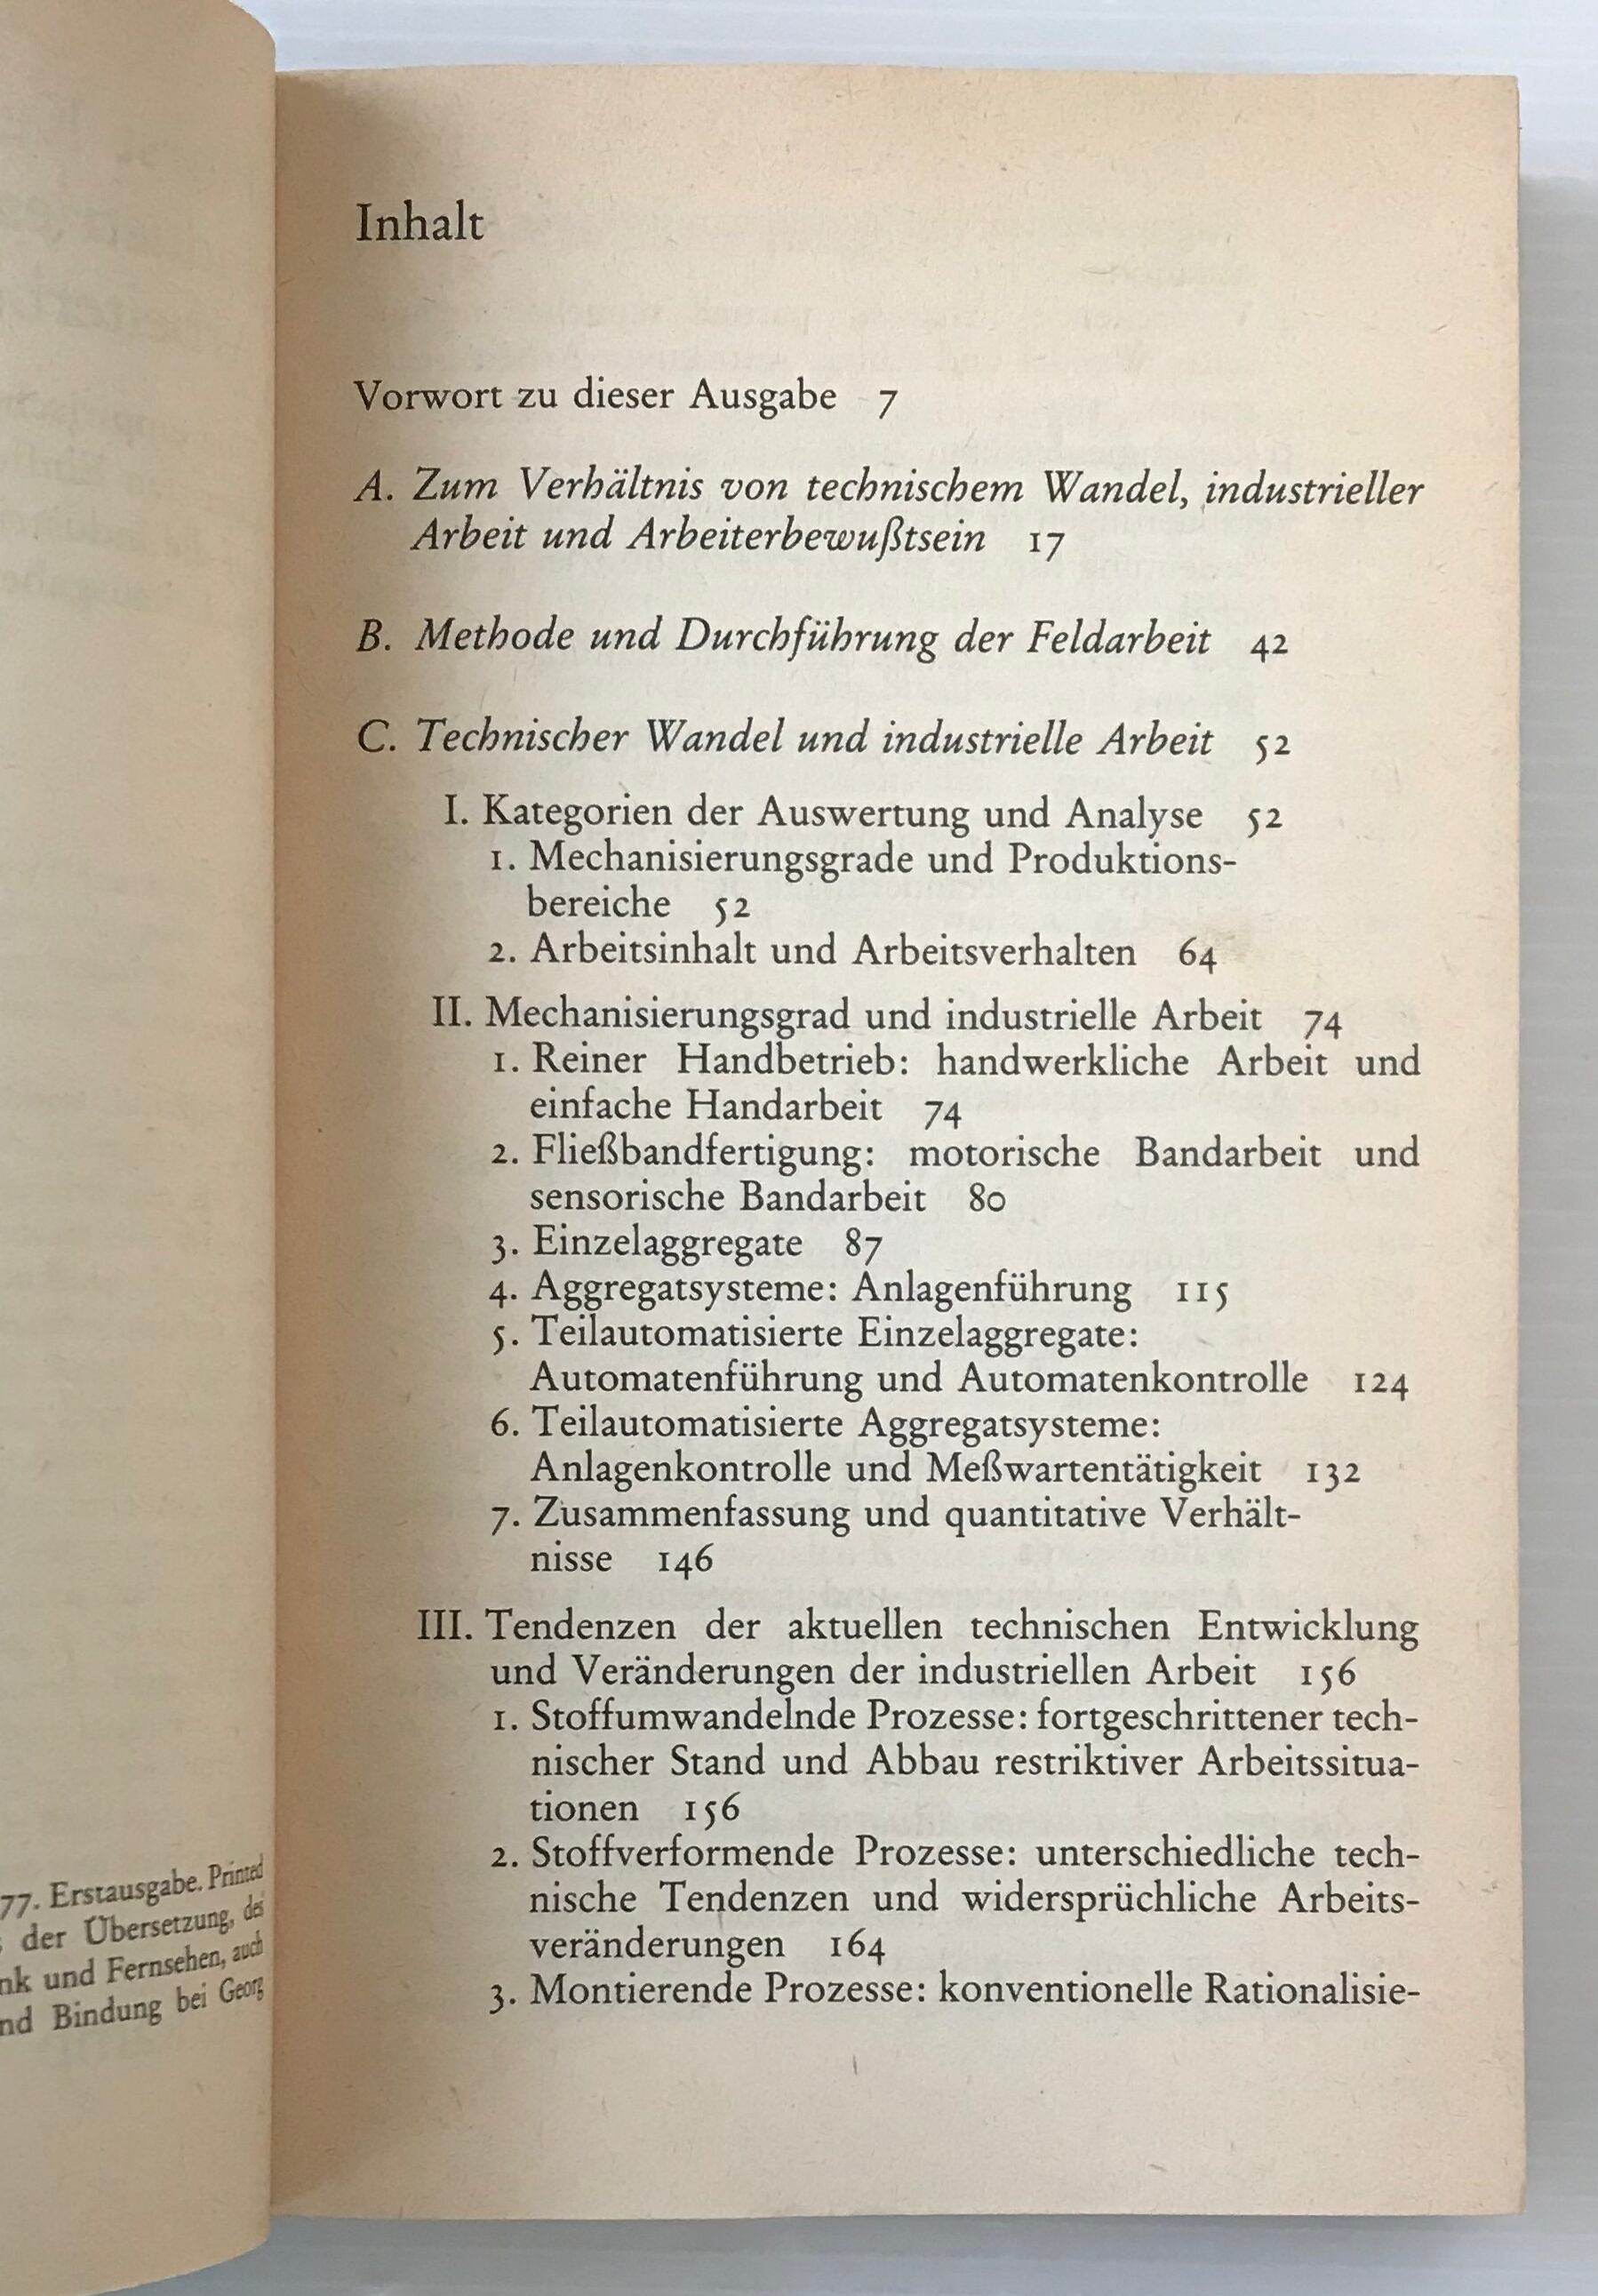 77. Erstausgabe. Printed
der Übersetzung, des
und Fernsehen, auch
Bindung bei Georg
Inhalt
Vorwort zu dieser Ausgabe 7
A. Zum Verhältnis von technischem Wandel, industrieller
Arbeit und Arbeiterbewußtsein 17
B. Methode und Durchführung der Feldarbeit 42
C. Technischer Wandel und industrielle Arbeit 52
I. Kategorien der Auswertung und Analyse 52
1. Mechanisierungsgrade und Produktions-
bereiche 52
2. Arbeitsinhalt und Arbeitsverhalten 64
II. Mechanisierungsgrad und industrielle Arbeit 74
1. Reiner Handbetrieb: handwerkliche Arbeit und
einfache Handarbeit 74
2. Fließbandfertigung: motorische Bandarbeit und
sensorische Bandarbeit 80
3. Einzelaggregate 87
4. Aggregatsysteme: Anlagenführung 115
5. Teilautomatisierte Einzelaggregate:
Automatenführung und Automatenkontrolle 124
6. Teilautomatisierte Aggregatsysteme:
Anlagenkontrolle und Meßwartentätigkeit 132
7. Zusammenfassung und quantitative Verhält-
nisse 146
III. Tendenzen der aktuellen technischen Entwicklung
und Veränderungen der industriellen Arbeit 156
1. Stoffumwandelnde Prozesse: fortgeschrittener tech-
nischer Stand und Abbau restriktiver Arbeitssitua-
tionen 156
2. Stoffverformende Prozesse: unterschiedliche tech-
nische Tendenzen und widersprüchliche Arbeits-
veränderungen 164
3. Montierende Prozesse: konventionelle Rationalisie-